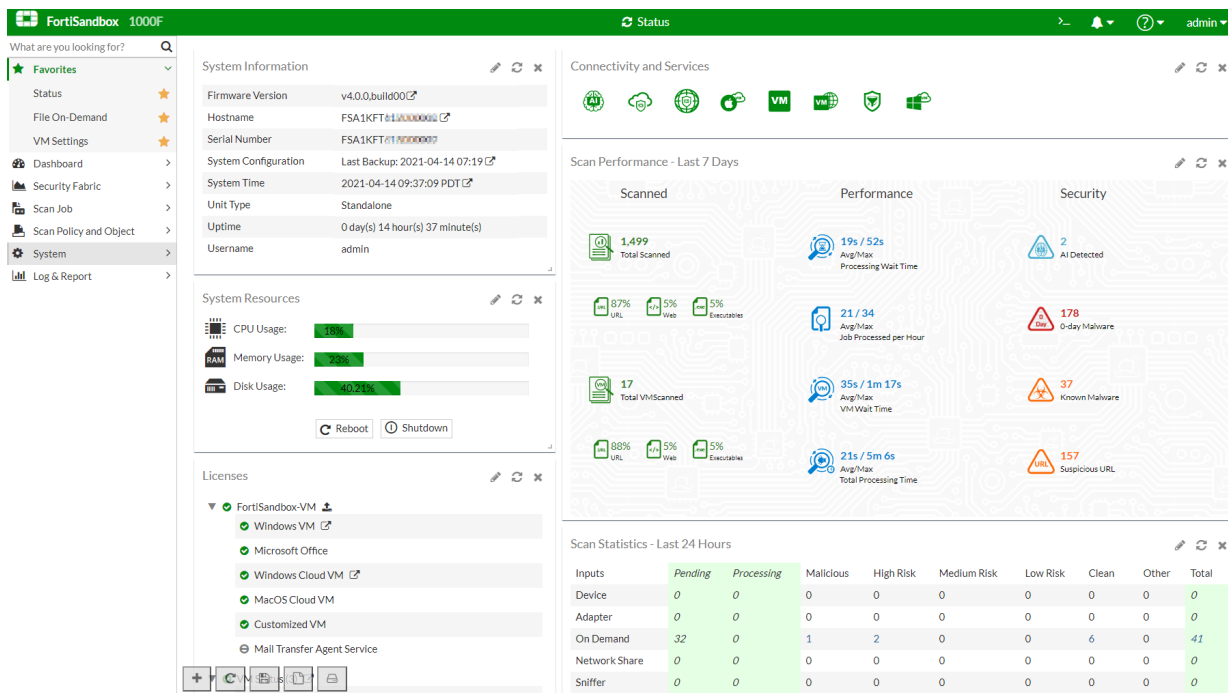 FortiSandbox 1000F
Status
>_
admin
What are you looking for?
Favorites
Status
File On-Demand
VM Settings
Dashboard
Security Fabric
Scan Job
Scan Policy and Object
System
Log & Report
System Information
Firmware Version v4.0.0,build00
Hostname FSA1KFT
Serial Number FSA1KFT
System Configuration Last Backup: 2021-04-14 07:19
System Time 2021-04-14 09:37:09 PDT
Unit Type Standalone
Uptime 0 day(s) 14 hour(s) 37 minute(s)
Username admin
System Resources
CPU Usage: 18%
RAM Memory Usage: 23%
Disk Usage: 40.21%
Reboot Shutdown
Licenses
FortiSandbox-VM
Windows VM
Microsoft Office
Windows Cloud VM
MacOS Cloud VM
Customized VM
Mail Transfer Agent Service
Connectivity and Services
AI VM VM
Scan Performance - Last 7 Days
Scanned Performance Security
1,499
Total Scanned
19s / 52s
Avg/Max
Processing Wait Time
2
AI Detected
87% URL
5% Web
5% Executables
21 / 34
Avg/Max
Job Processed per Hour
0 Day
178
0-day Malware
17
Total VMScanned
35s / 1m 17s
Avg/Max
VM Wait Time
37
Known Malware
88% URL
5% Web
5% Executables
21s / 5m 6s
Avg/Max
Total Processing Time
URL
157
Suspicious URL
Scan Statistics - Last 24 Hours
Inputs Pending Processing Malicious High Risk Medium Risk Low Risk Clean Other Total
Device 0 0 0 0 0 0 0 0 0
Adapter 0 0 0 0 0 0 0 0 0
On Demand 32 0 1 2 0 0 6 0 41
Network Share 0 0 0 0 0 0 0 0 0
Sniffer 0 0 0 0 0 0 0 0 0